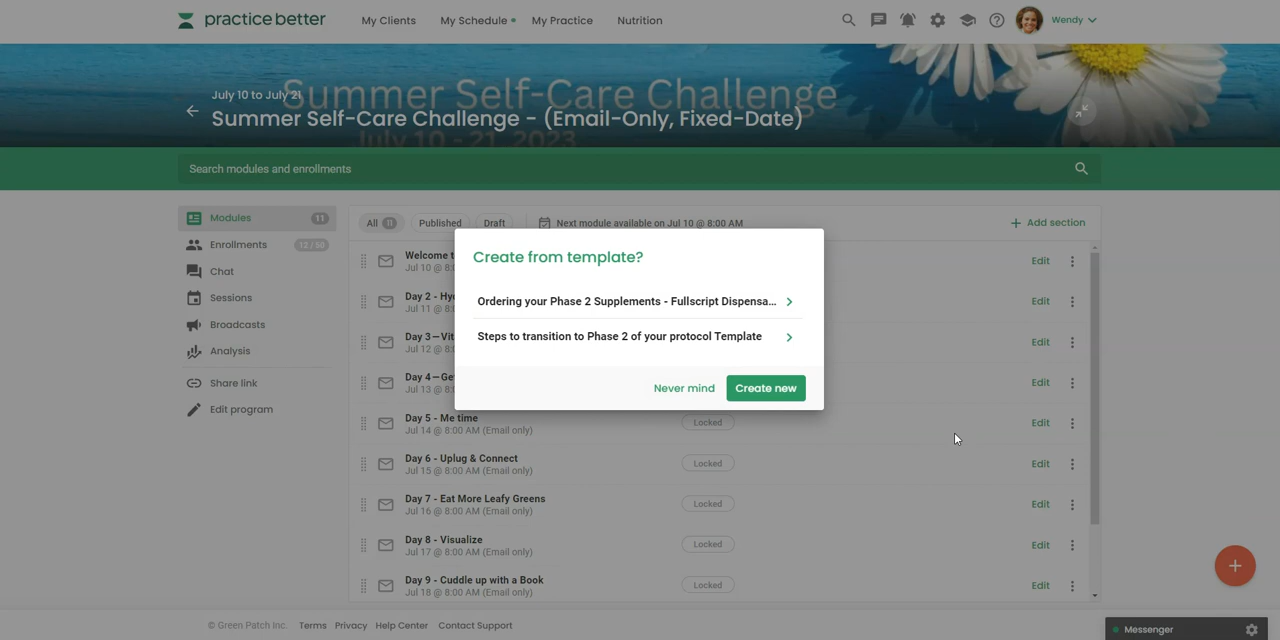 practice better
My Clients
My Schedule
My Practice
Nutrition
Wendy
Summer Self-Care Challenge
July 10 to July 21
Summer Self-Care Challenge - (Email-Only, Fixed-Date)
July 10 - 21, 2023
Search modules and enrollments
Modules
11
Enrollments
12 / 50
Chat
Sessions
Broadcasts
Analysis
Share link
Edit program
All
11
Published
Draft
Next module available on Jul 10 @ 8:00 AM
Add section
Welcome t
Jul 10 @ 8:0
Edit
Day 2 - Hy
Jul 11 @ 8:0
Edit
Day 3—Vit
Jul 12 @ 8:0
Edit
Day 4—Ge
Jul 13 @ 8:0
Edit
Day 5 - Me time
Jul 14 @ 8:00 AM (Email only)
Locked
Edit
Day 6 - Uplug & Connect
Jul 15 @ 8:00 AM (Email only)
Locked
Edit
Day 7 - Eat More Leafy Greens
Jul 16 @ 8:00 AM (Email only)
Locked
Edit
Day 8 - Visualize
Jul 17 @ 8:00 AM (Email only)
Locked
Edit
Day 9 - Cuddle up with a Book
Jul 18 @ 8:00 AM (Email only)
Locked
Edit
Create from template?
Ordering your Phase 2 Supplements - Fullscript Dispensa...
Steps to transition to Phase 2 of your protocol Template
Never mind
Create new
© Green Patch Inc.
Terms
Privacy
Help Center
Contact Support
Messenger